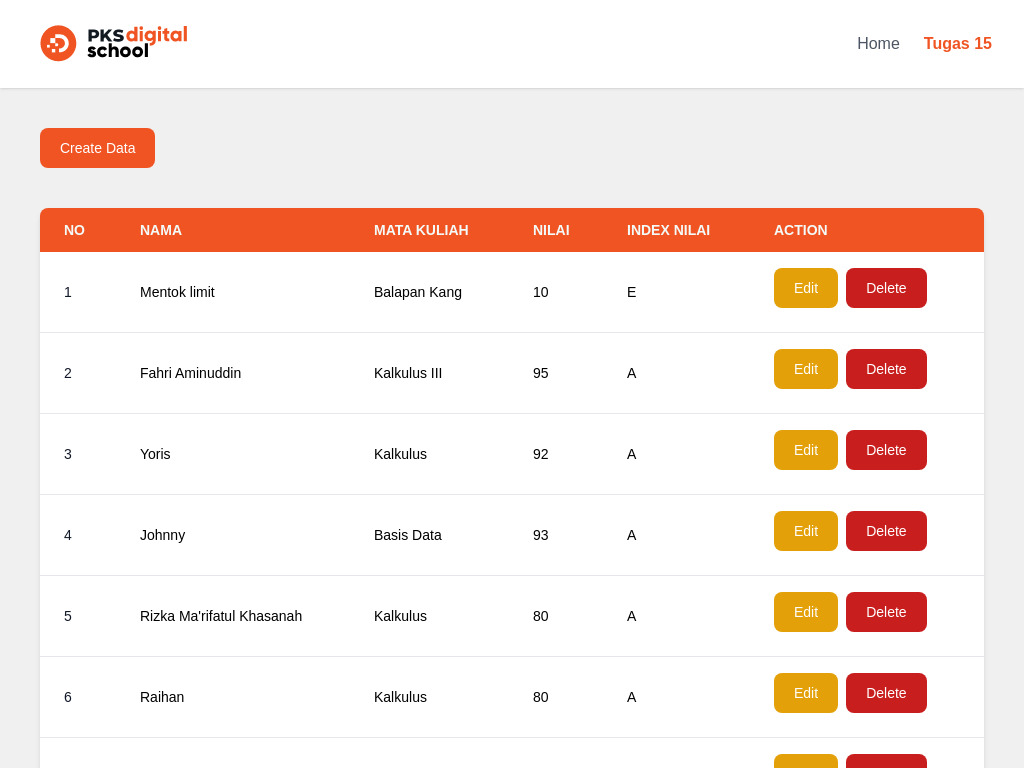 PKS digital school
Home Tugas 15
Create Data
NO NAMA MATA KULIAH NILAI INDEX NILAI ACTION
1 Mentok limit Balapan Kang 10 E Edit Delete
2 Fahri Aminuddin Kalkulus III 95 A Edit Delete
3 Yoris Kalkulus 92 A Edit Delete
4 Johnny Basis Data 93 A Edit Delete
5 Rizka Ma'rifatul Khasanah Kalkulus 80 A Edit Delete
6 Raihan Kalkulus 80 A Edit Delete